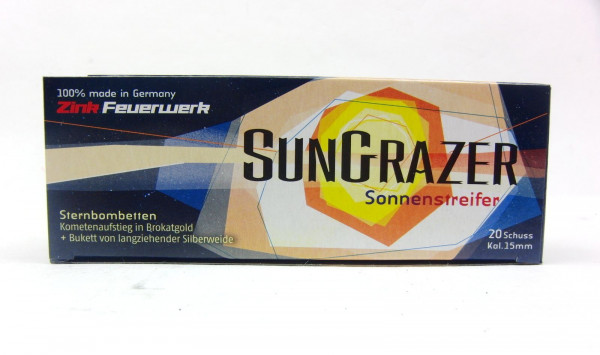 100% made in Germany
Zink Feuerwerk
SunGrazer
Sonnenstreifer
Sternbombetten
Kometenaufstieg in Brokatgold
+ Bukett von langziehender Silberweide
20 Schuss
Kal.15mm